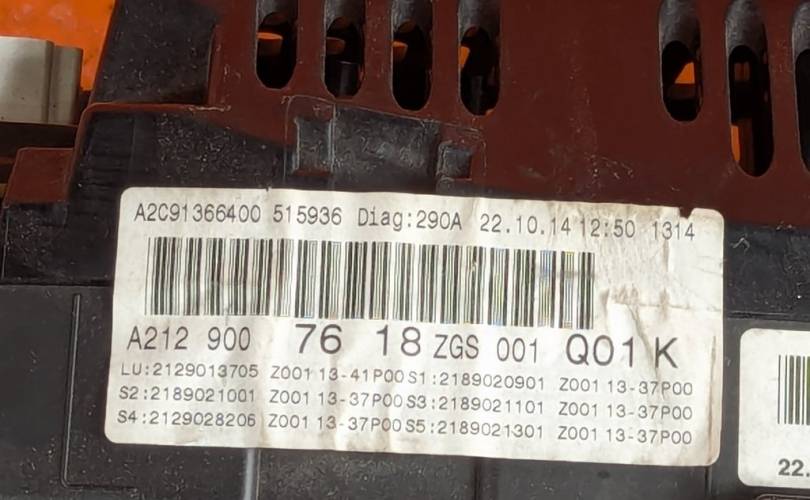 A2C91366400 515936 Diag:290A 22.10.14 12:50 1314
A212 900 76 18 ZGS 001 Q01 K
LU:2129013705 Z001 13-41P00 S1:2189020901 Z001 13-37P00
S2:2189021001 Z001 13-37P00 S3:2189021101 Z001 13-37P00
S4:2129028206 Z001 13-37P00 S5:2189021301 Z001 13-37P00
22.